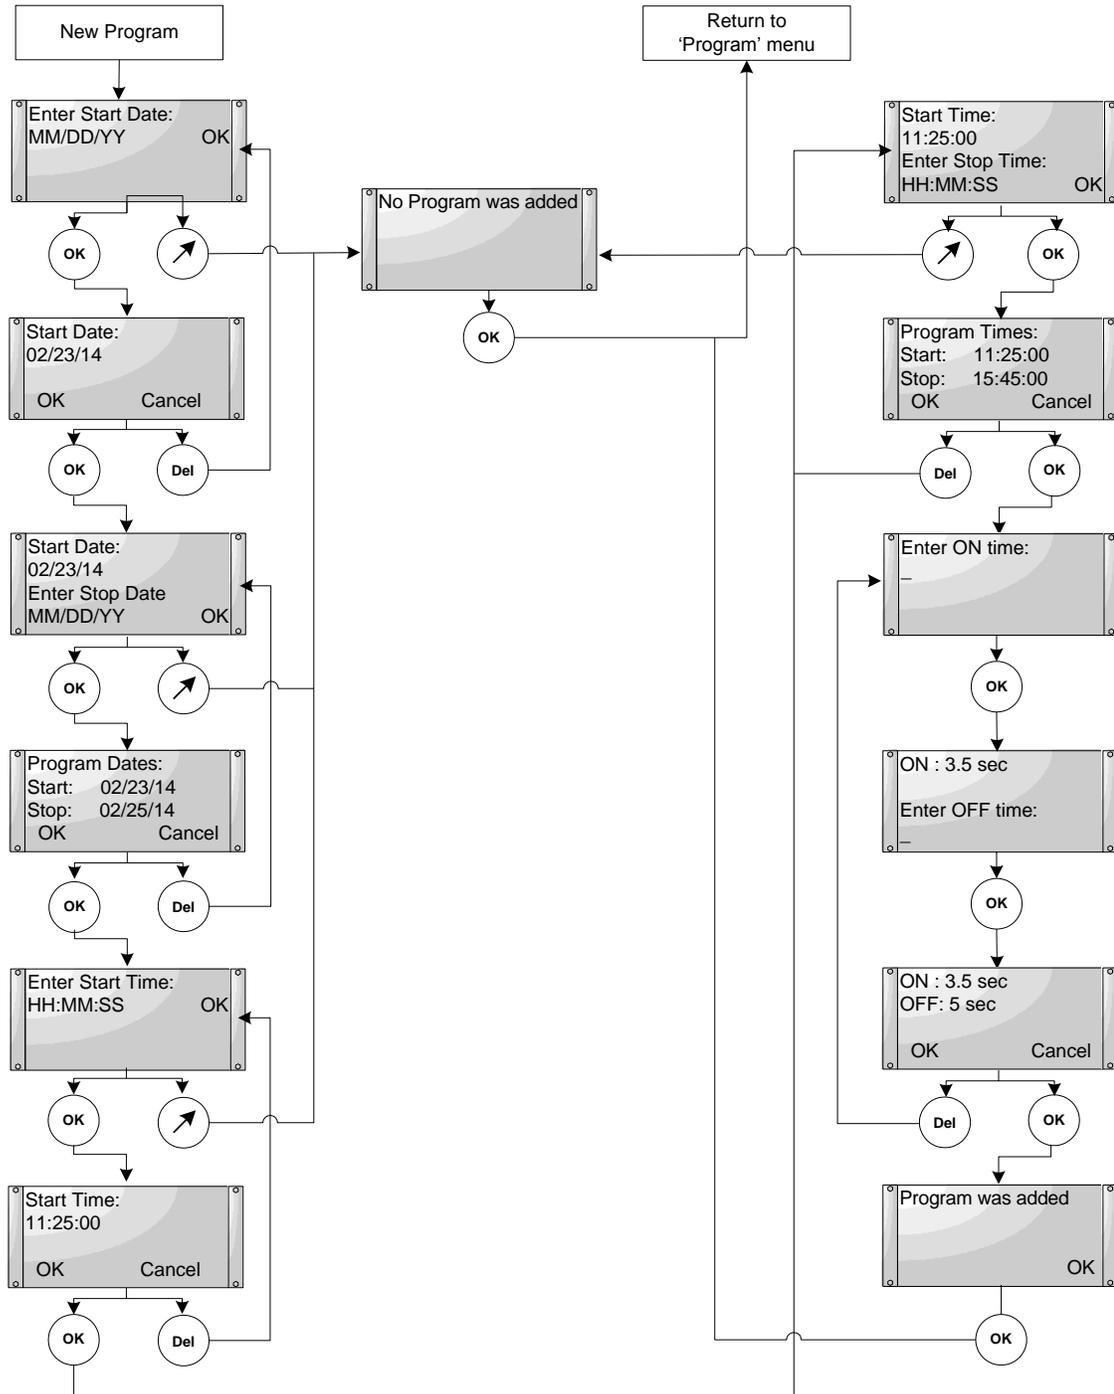 New Program
Enter Start Date:
MM/DD/YY OK
OK
Start Date:
02/23/14
OK Cancel
OK Del
Start Date:
02/23/14
Enter Stop Date
MM/DD/YY OK
OK
Program Dates:
Start: 02/23/14
Stop: 02/25/14
OK Cancel
OK Del
Enter Start Time:
HH:MM:SS OK
OK
Start Time:
11:25:00
OK Cancel
OK Del
No Program was added
OK
Return to
‘Program’ menu
Start Time:
11:25:00
Enter Stop Time:
HH:MM:SS OK
OK
Program Times:
Start: 11:25:00
Stop: 15:45:00
OK Cancel
Del OK
Enter ON time:
_
OK
ON : 3.5 sec
Enter OFF time:
_
OK
ON : 3.5 sec
OFF: 5 sec
OK Cancel
Del OK
Program was added
OK
OK